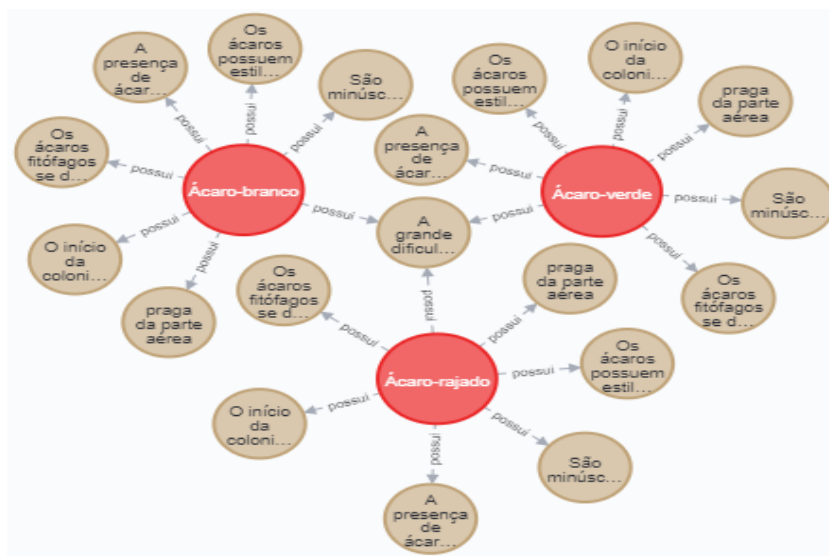 A
presença
de
ácar...
possui
Os
ácaros
possuem
estil...
possui
São
minúsc...
possui
Os
ácaros
fitófagos
se d...
possui
Ácaro-branco
O início
da
coloni...
possui
praga
da parte
aérea
possui
possui
A
grande
dificul...
Os
ácaros
possuem
estil...
possui
O início
da
coloni...
possui
praga
da parte
aérea
possui
A
presença
de
ácar...
possui
Ácaro-verde
possui
São
minúsc...
possui
possui
Os
ácaros
fitófagos
se d...
Os
ácaros
fitófagos
se d...
possui
possui
praga
da parte
aérea
possui
Ácaro-rajado
possui
Os
ácaros
possuem
estil...
O início
da
coloni...
possui
possui
São
minúsc...
possui
A
presença
de
ácar...